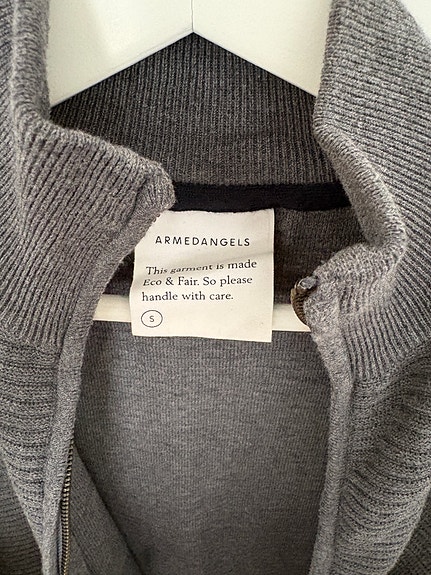 ARMEDANGELS
This garment is made
Eco & Fair. So please
handle with care.
S